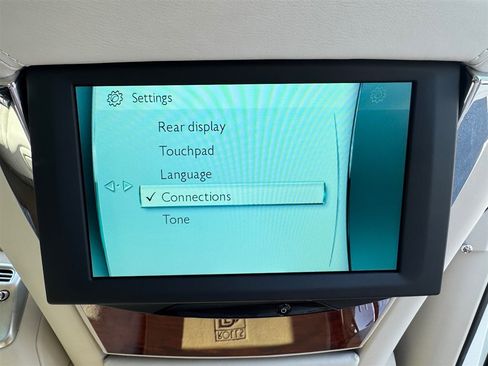 Settings
Rear display
Touchpad
Language
✓ Connections
Tone